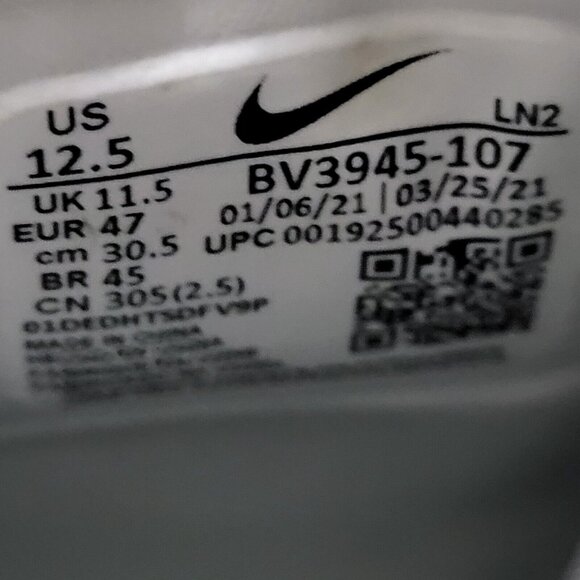 US
12.5
LN2
UK 11.5
EUR 47
cm 30.5
BR 45
CN 305(2.5)
BV3945-107
01/06/21 | 03/25/21
UPC 00192500440285
MADE IN CHINA